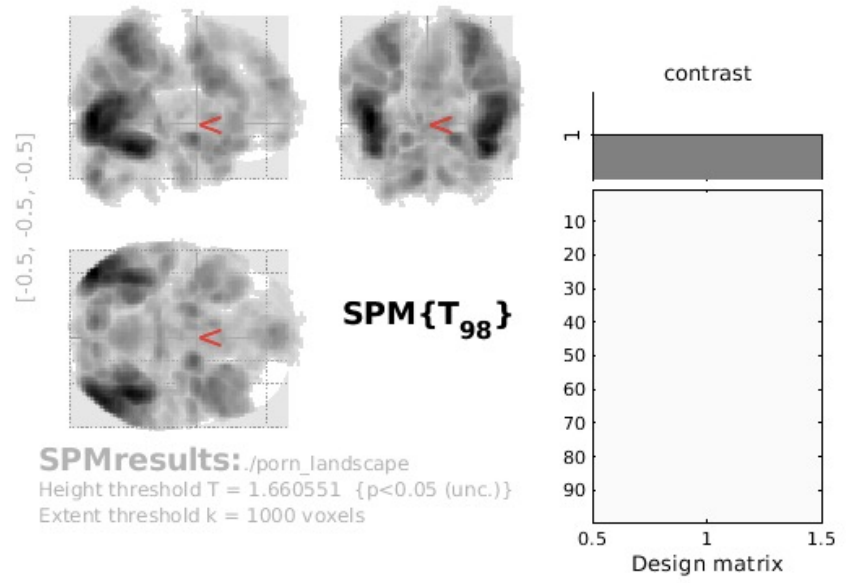 [-0.5, -0.5, -0.5]
<
<
<
SPM{T98}
SPMresults: ./porn_landscape
Height threshold T = 1.660551 {p<0.05 (unc.)}
Extent threshold k = 1000 voxels
contrast
1
10
20
30
40
50
60
70
80
90
0.5 1 1.5
Design matrix